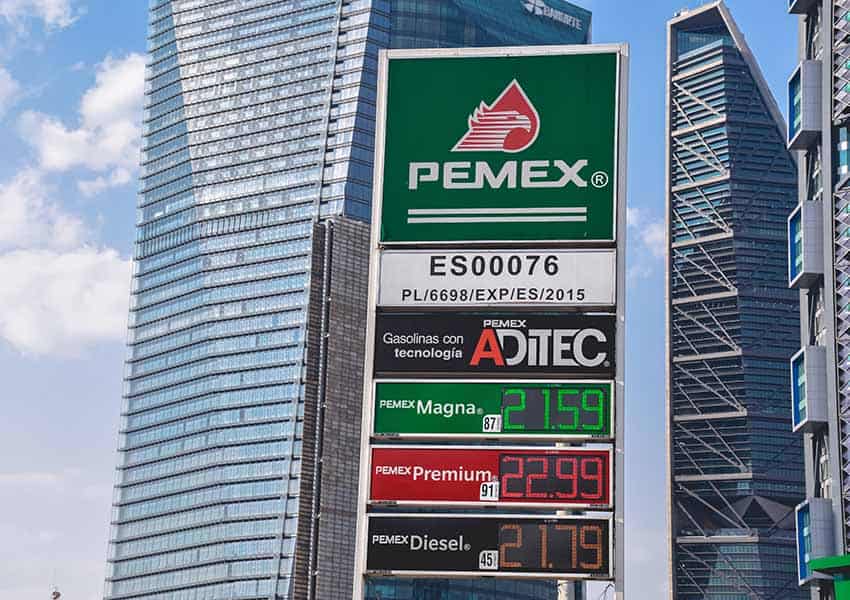 BANORTE
PEMEX®
ES00076
PL/6698/EXP/ES/2015
Gasolinas con
tecnología
PEMEX
ADITEC
PEMEX Magna® 87 21.59
PEMEX Premium® 91 22.99
PEMEX Diesel® 45 21.79